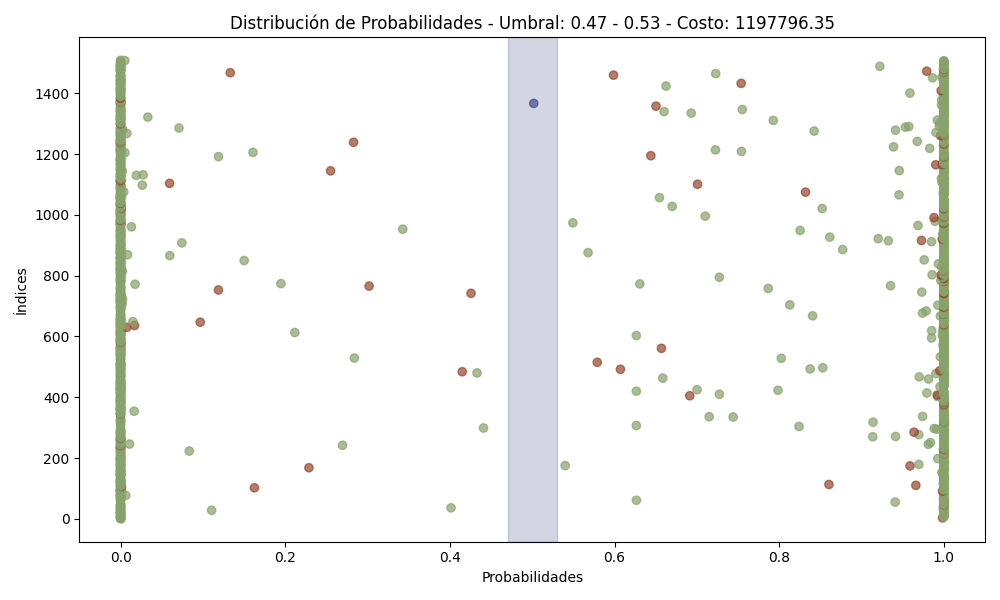 Distribución de Probabilidades - Umbral: 0.47 - 0.53 - Costo: 1197796.35
Índices
1400
1200
1000
800
600
400
200
0
0.0 0.2 0.4 0.6 0.8 1.0
Probabilidades